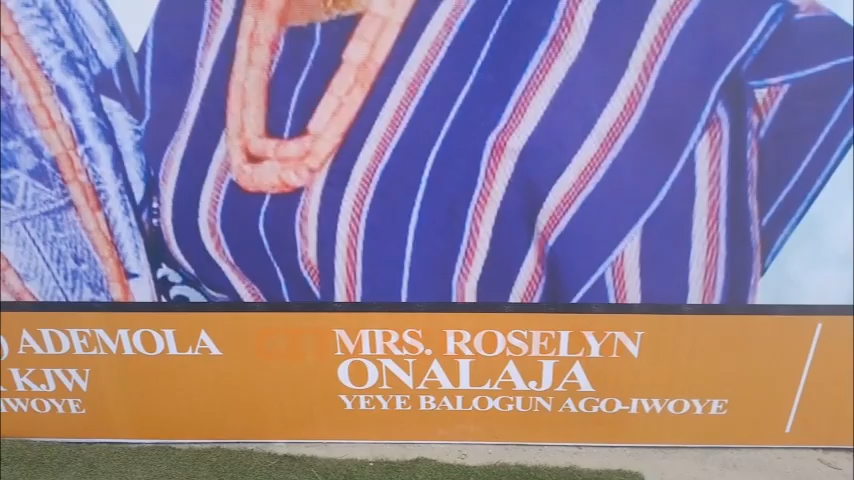 ) ADEMOLA
KJW
IWOYE
MRS. ROSELYN
ONALAJA
YEYE BALOGUN AGO-IWOYE